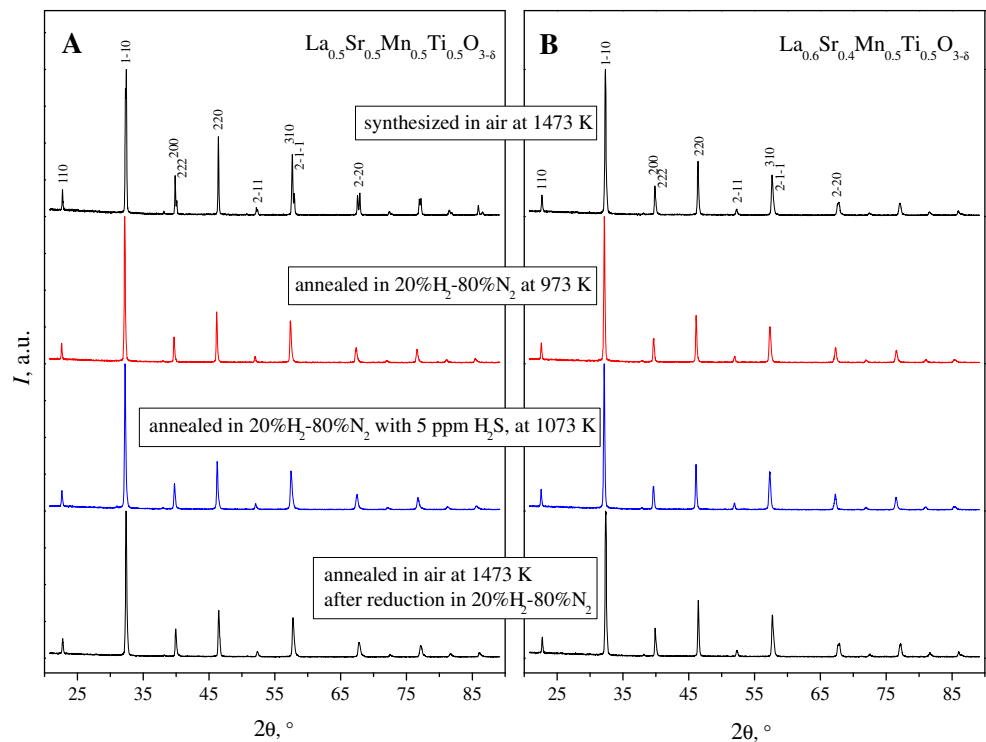 A
La0.5Sr0.5Mn0.5Ti0.5O3-δ
B
La0.6Sr0.4Mn0.5Ti0.5O3-δ
1-10
110
200
222
220
2-11
310
2-1-1
2-20
1-10
110
200
222
220
2-11
310
2-1-1
2-20
synthesized in air at 1473 K
annealed in 20%H2-80%N2 at 973 K
annealed in 20%H2-80%N2 with 5 ppm H2S, at 1073 K
annealed in air at 1473 K
after reduction in 20%H2-80%N2
I, a.u.
25 35 45 55 65 75 85
25 35 45 55 65 75 85
2θ, °
2θ, °